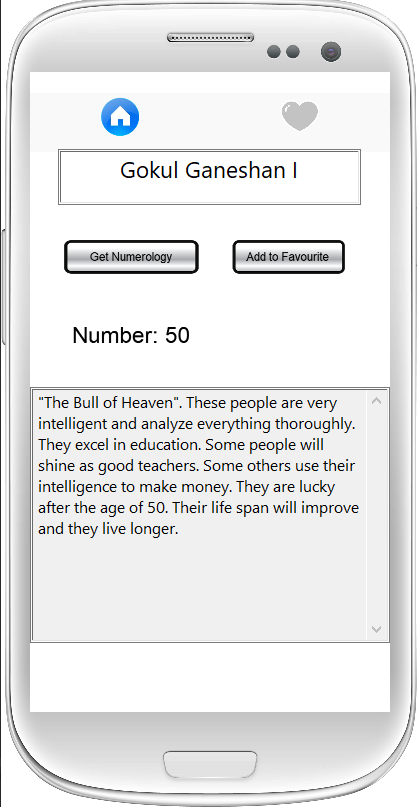 Gokul Ganeshan I
Get Numerology
Add to Favourite
Number: 50
"The Bull of Heaven". These people are very
intelligent and analyze everything thoroughly.
They excel in education. Some people will
shine as good teachers. Some others use their
intelligence to make money. They are lucky
after the age of 50. Their life span will improve
and they live longer.